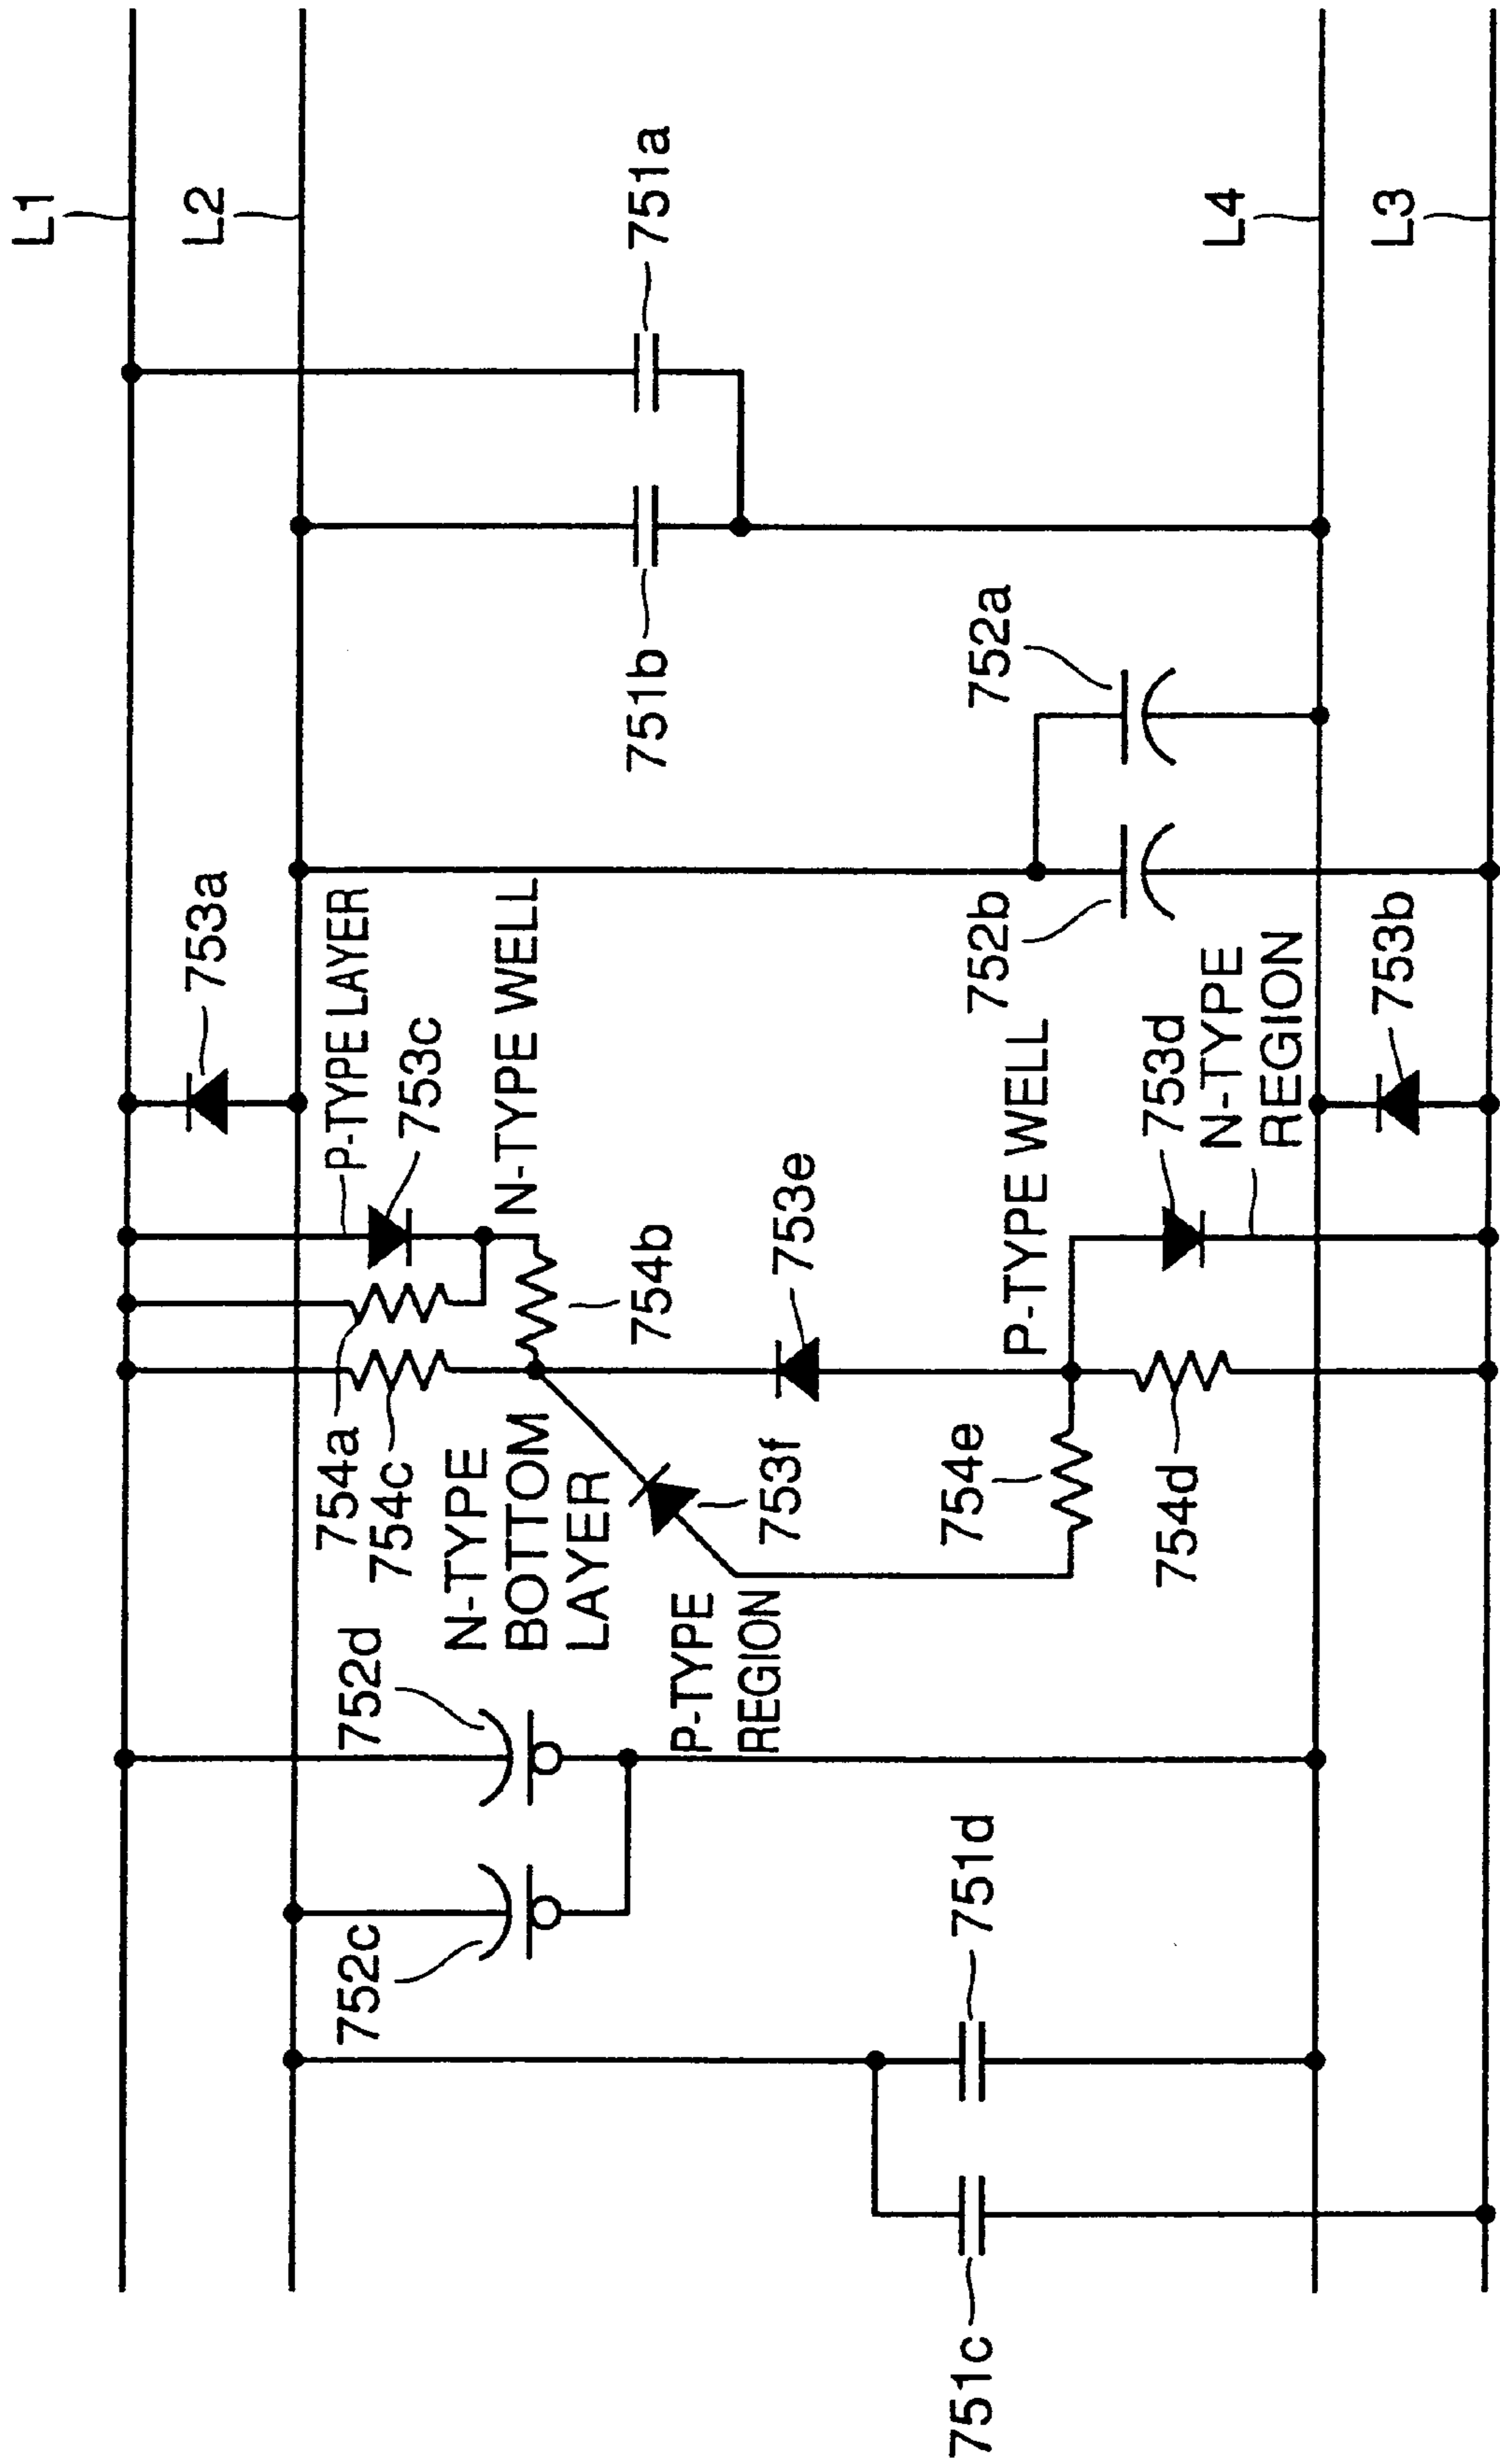 L1
L2
L4
L3
751a
751b
752a
752b
753a
P-TYPE LAYER
753c
N-TYPE WELL
753e
754b
P-TYPE WELL
753d
N-TYPE
REGION
753b
754a
754c
N-TYPE
BOTTOM
LAYER
753f
754e
754d
P-TYPE
REGION
752d
752c
751d
751c